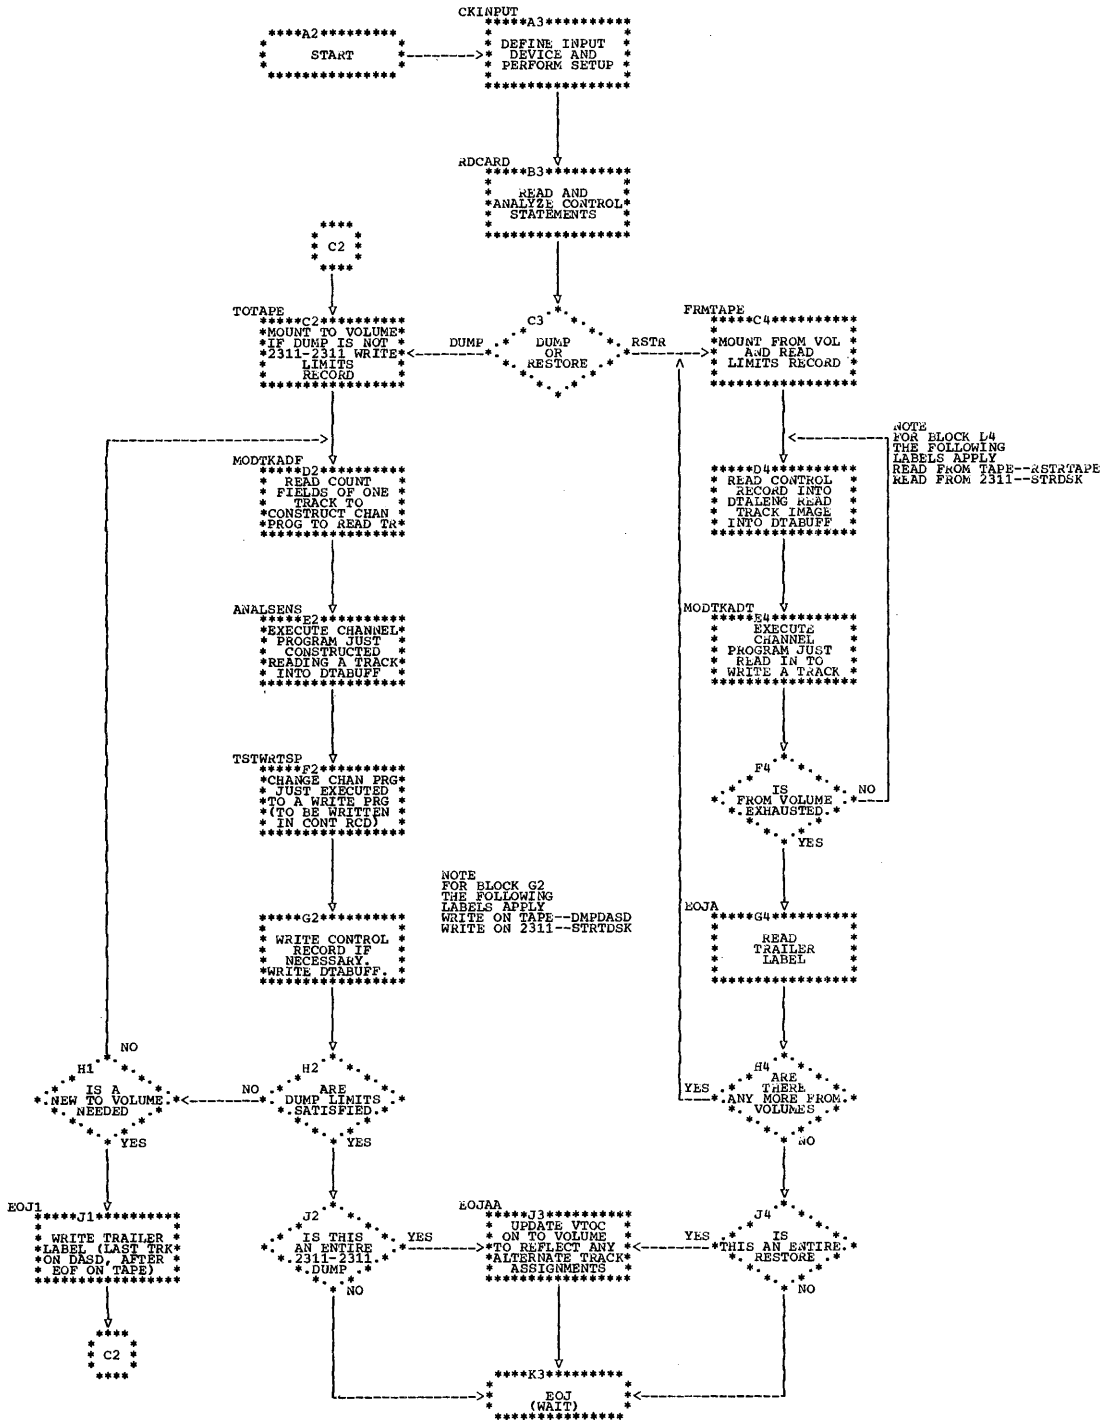 CKINPUT
A2
START
A3
DEFINE INPUT
DEVICE AND
PERFORM SETUP
RDCARD
B3
READ AND
ANALYZE CONTROL
STATEMENTS
C2
TOTAPE
C2
MOUNT TO VOLUME
IF DUMP IS NOT
2311-2311 WRITE
LIMITS
RECORD
DUMP
C3
DUMP
OR
RESTORE
RSTR
FRMTAPE
C4
MOUNT FROM VOL
AND READ
LIMITS RECORD
NOTE
FOR BLOCK D4
THE FOLLOWING
LABELS APPLY
READ FROM TAPE--RSTRTAPE
READ FROM 2311--STRDSK
MODTKADF
D2
READ COUNT
FIELDS OF ONE
TRACK TO
CONSTRUCT CHAN
PROG TO READ TR
D4
READ CONTROL
RECORD INTO
DTALENG READ
TRACK IMAGE
INTO DTABUFF
ANALSENS
E2
EXECUTE CHANNEL
PROGRAM JUST
CONSTRUCTED
READING A TRACK
INTO DTABUFF
MODTKADT
E4
EXECUTE
CHANNEL
PROGRAM JUST
READ IN TO
WRITE A TRACK
TSTWRTSP
F2
CHANGE CHAN PRG
JUST EXECUTED
TO A WRITE PRG
(TO BE WRITTEN
IN CONT RCD)
F4
IS
FROM VOLUME
EXHAUSTED
NO
YES
NOTE
FOR BLOCK G2
THE FOLLOWING
LABELS APPLY
WRITE ON TAPE--DMPDASD
WRITE ON 2311--STRTDSK
G2
WRITE CONTROL
RECORD IF
NECESSARY.
WRITE DTABUFF.
EOJA
G4
READ
TRAILER
LABEL
NO
H1
IS A
NEW TO VOLUME
NEEDED
YES
NO
H2
ARE
DUMP LIMITS
SATISFIED
YES
YES
H4
ARE
THERE
ANY MORE FROM
VOLUMES
NO
EOJ1
J1
WRITE TRAILER
LABEL (LAST TRK
ON DASD, AFTER
EOF ON TAPE)
J2
IS THIS
AN ENTIRE
2311-2311
DUMP
YES
NO
EOJAA
J3
UPDATE VTOC
ON TO VOLUME
TO REFLECT ANY
ALTERNATE TRACK
ASSIGNMENTS
YES
J4
IS
THIS AN ENTIRE
RESTORE
NO
C2
K3
EOJ
(WAIT)